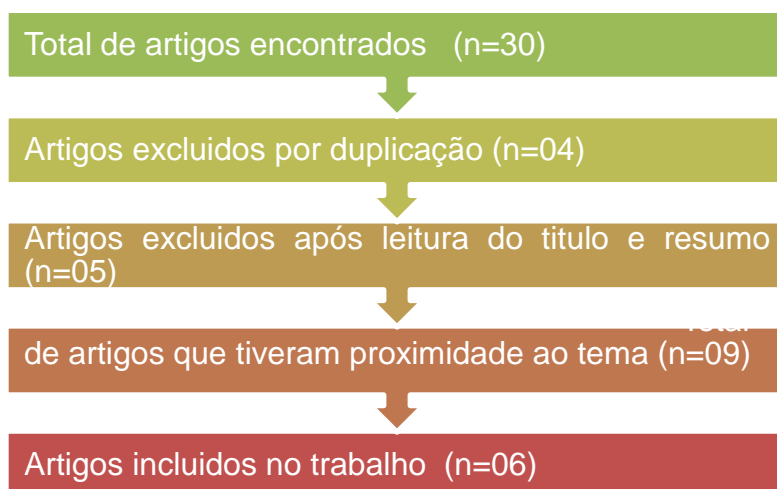 Total de artigos encontrados (n=30)
Artigos excluidos por duplicação (n=04)
Artigos excluidos após leitura do titulo e resumo
(n=05)
Total
de artigos que tiveram proximidade ao tema (n=09)
Artigos incluidos no trabalho (n=06)